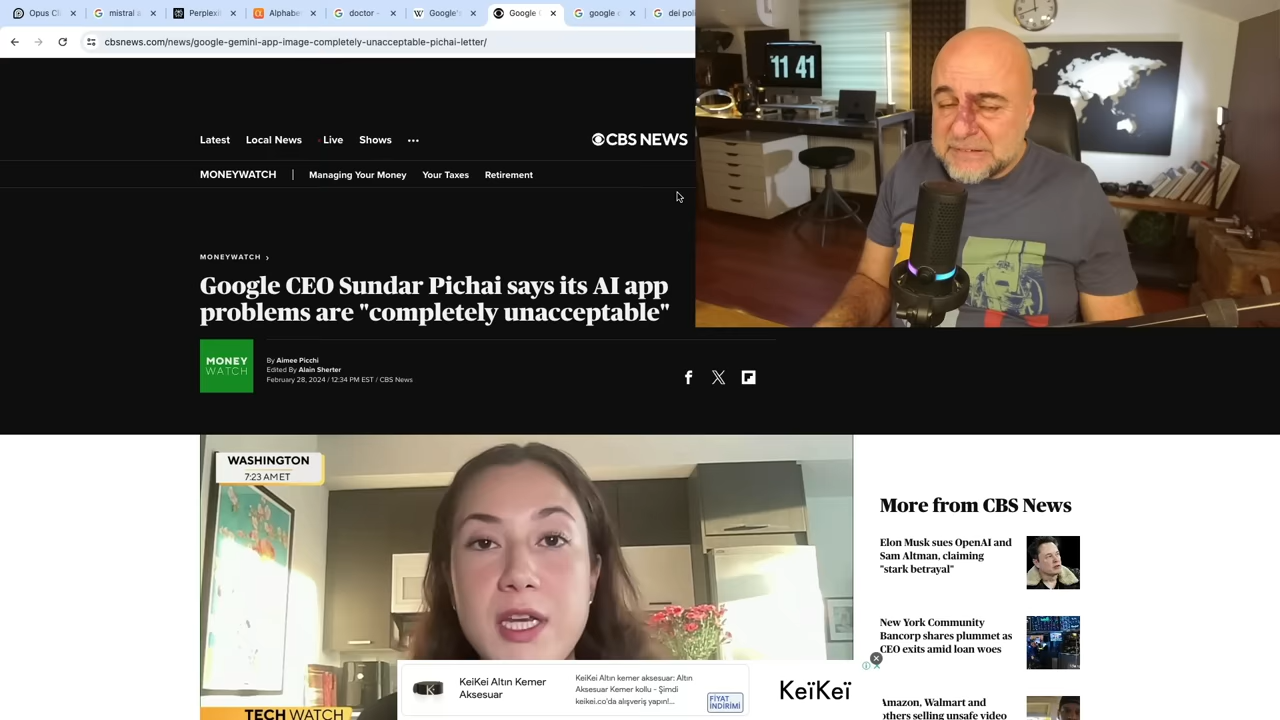 Opus Cl
mistral a
Perplexi
Alphabe
doctor -
Google's
Google
google c
dei poli
cbsnews.com/news/google-gemini-app-image-completely-unacceptable-pichai-letter/
11 41
Latest
Local News
Live
Shows
CBS NEWS
MONEYWATCH
Managing Your Money
Your Taxes
Retirement
MONEYWATCH ›
Google CEO Sundar Pichai says its AI app
problems are "completely unacceptable"
MONEY
WATCH
By Aimee Picchi
Edited By Alain Sherter
February 28, 2024 / 12:34 PM EST / CBS News
WASHINGTON
7:23 AM ET
TECH WATCH
More from CBS News
Elon Musk sues OpenAI and
Sam Altman, claiming
"stark betrayal"
New York Community
Bancorp shares plummet as
CEO exits amid loan woes
Amazon, Walmart and
others selling unsafe video
KeiKei Altın Kemer
Aksesuar
KeiKei Altın kemer aksesuar: Altın
Aksesuar Kemer kollu - Şimdi
keikei.co'da alışveriş yapın!...
FİYAT
İNDİRİMİ
KeïKeï